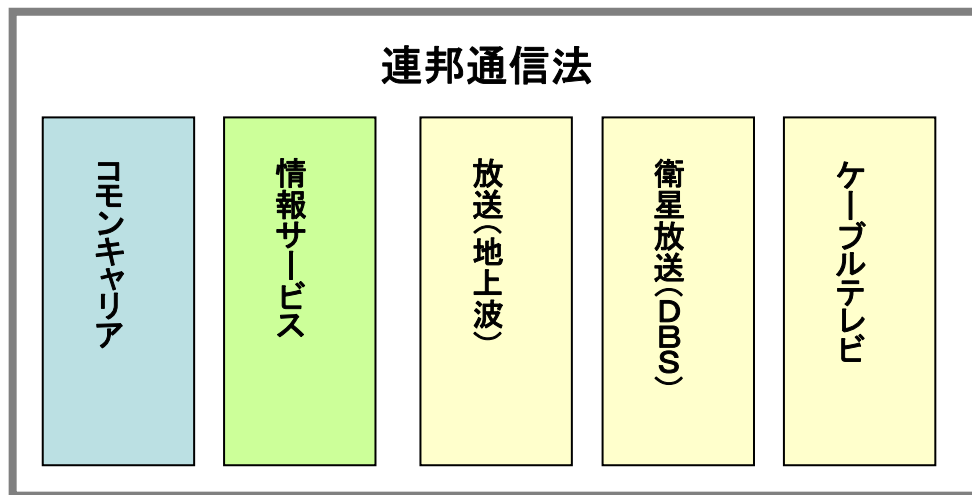 連邦通信法
コモンキャリア
情報サービス
放送(地上波)
衛星放送(DBS)
ケーブルテレビ